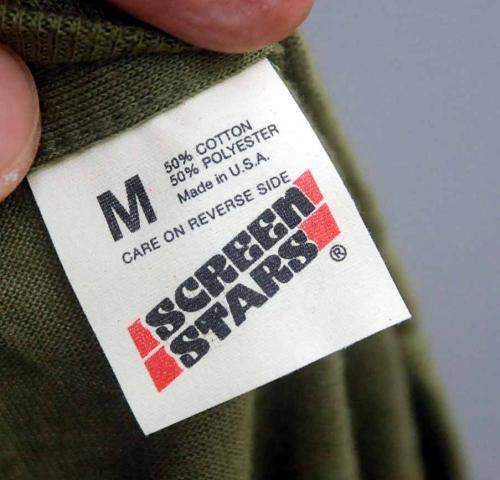 M
50% COTTON
50% POLYESTER
Made in U.S.A.
CARE ON REVERSE SIDE
SCREEN
STARS®